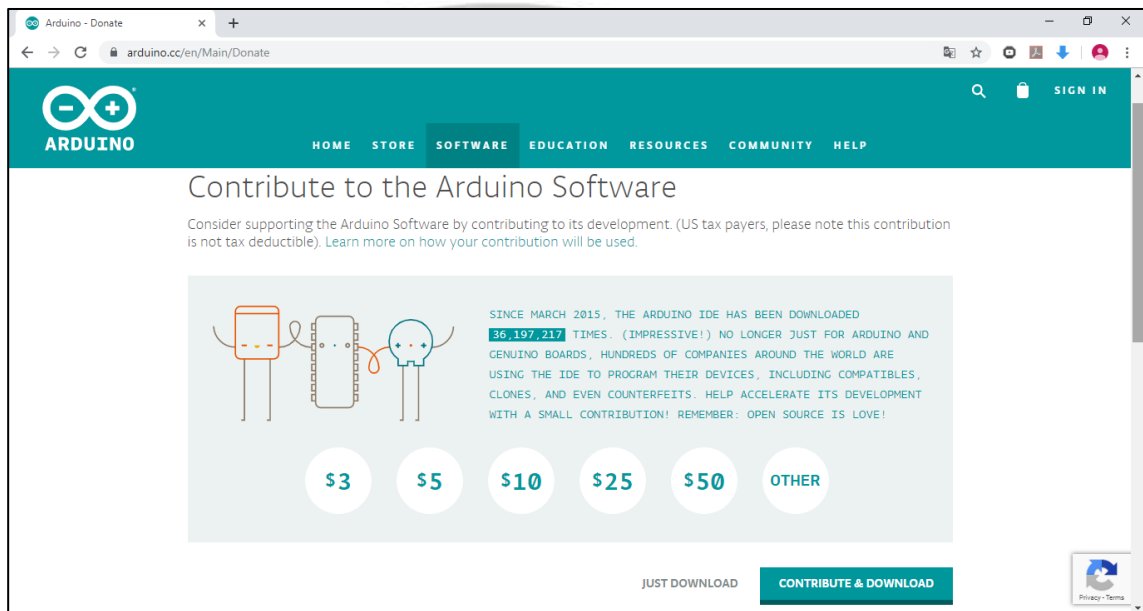 Arduino - Donate
arduino.cc/en/Main/Donate
SIGN IN
ARDUINO
HOME STORE SOFTWARE EDUCATION RESOURCES COMMUNITY HELP
Contribute to the Arduino Software
Consider supporting the Arduino Software by contributing to its development. (US tax payers, please note this contribution
is not tax deductible). Learn more on how your contribution will be used.
SINCE MARCH 2015, THE ARDUINO IDE HAS BEEN DOWNLOADED
36,197,217 TIMES. (IMPRESSIVE!) NO LONGER JUST FOR ARDUINO AND
GENUINO BOARDS, HUNDREDS OF COMPANIES AROUND THE WORLD ARE
USING THE IDE TO PROGRAM THEIR DEVICES, INCLUDING COMPATIBLES,
CLONES, AND EVEN COUNTERFEITS. HELP ACCELERATE ITS DEVELOPMENT
WITH A SMALL CONTRIBUTION! REMEMBER: OPEN SOURCE IS LOVE!
$3 $5 $10 $25 $50 OTHER
JUST DOWNLOAD CONTRIBUTE & DOWNLOAD
Privacy - Terms